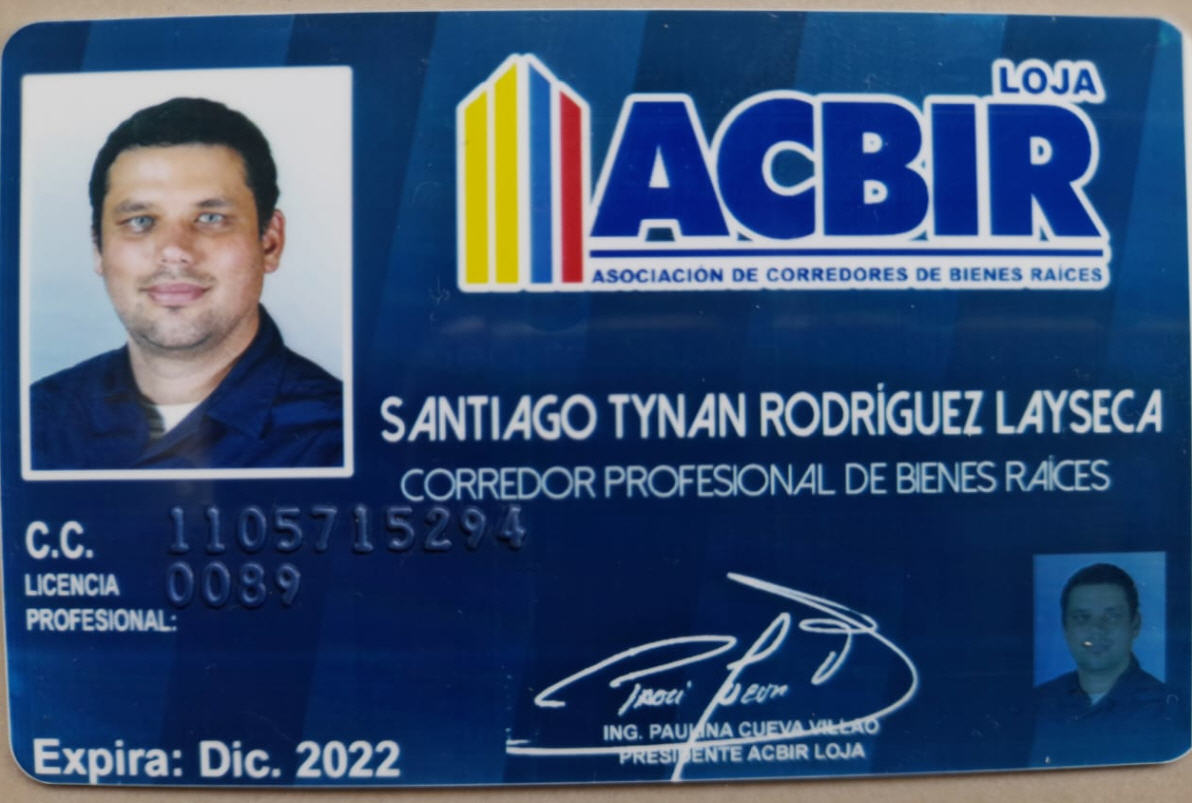 LOJA
ACBIR
ASOCIACIÓN DE CORREDORES DE BIENES RAÍCES
SANTIAGO TYNAN RODRÍGUEZ LAYSECA
CORREDOR PROFESIONAL DE BIENES RAÍCES
C.C. 1105715294
LICENCIA 0089
PROFESIONAL:
ING. PAULINA CUEVA VILLAO
PRESIDENTE ACBIR LOJA
Expira: Dic. 2022